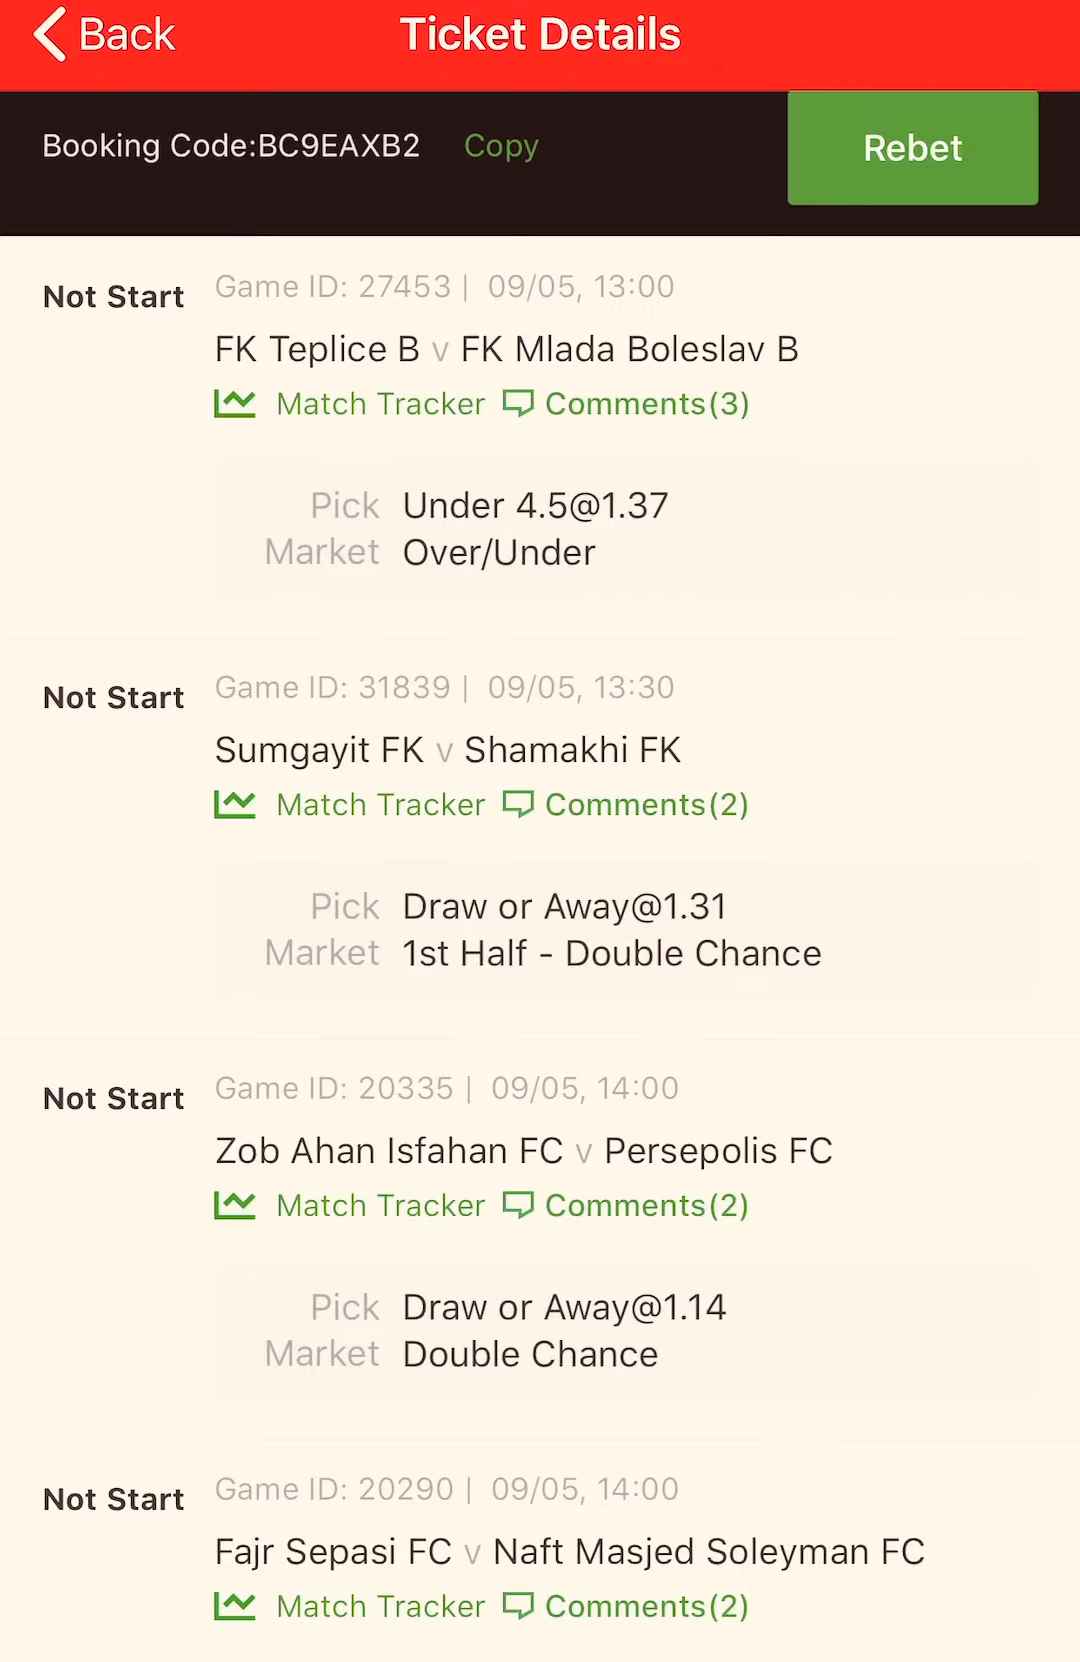 Back
Ticket Details
Booking Code:BC9EAXB2 Copy
Rebet
Not Start
Game ID: 27453 | 09/05, 13:00
FK Teplice B v FK Mlada Boleslav B
Match Tracker Comments(3)
Pick Under 4.5@1.37
Market Over/Under
Not Start
Game ID: 31839 | 09/05, 13:30
Sumgayit FK v Shamakhi FK
Match Tracker Comments(2)
Pick Draw or Away@1.31
Market 1st Half - Double Chance
Not Start
Game ID: 20335 | 09/05, 14:00
Zob Ahan Isfahan FC v Persepolis FC
Match Tracker Comments(2)
Pick Draw or Away@1.14
Market Double Chance
Not Start
Game ID: 20290 | 09/05, 14:00
Fajr Sepasi FC v Naft Masjed Soleyman FC
Match Tracker Comments(2)